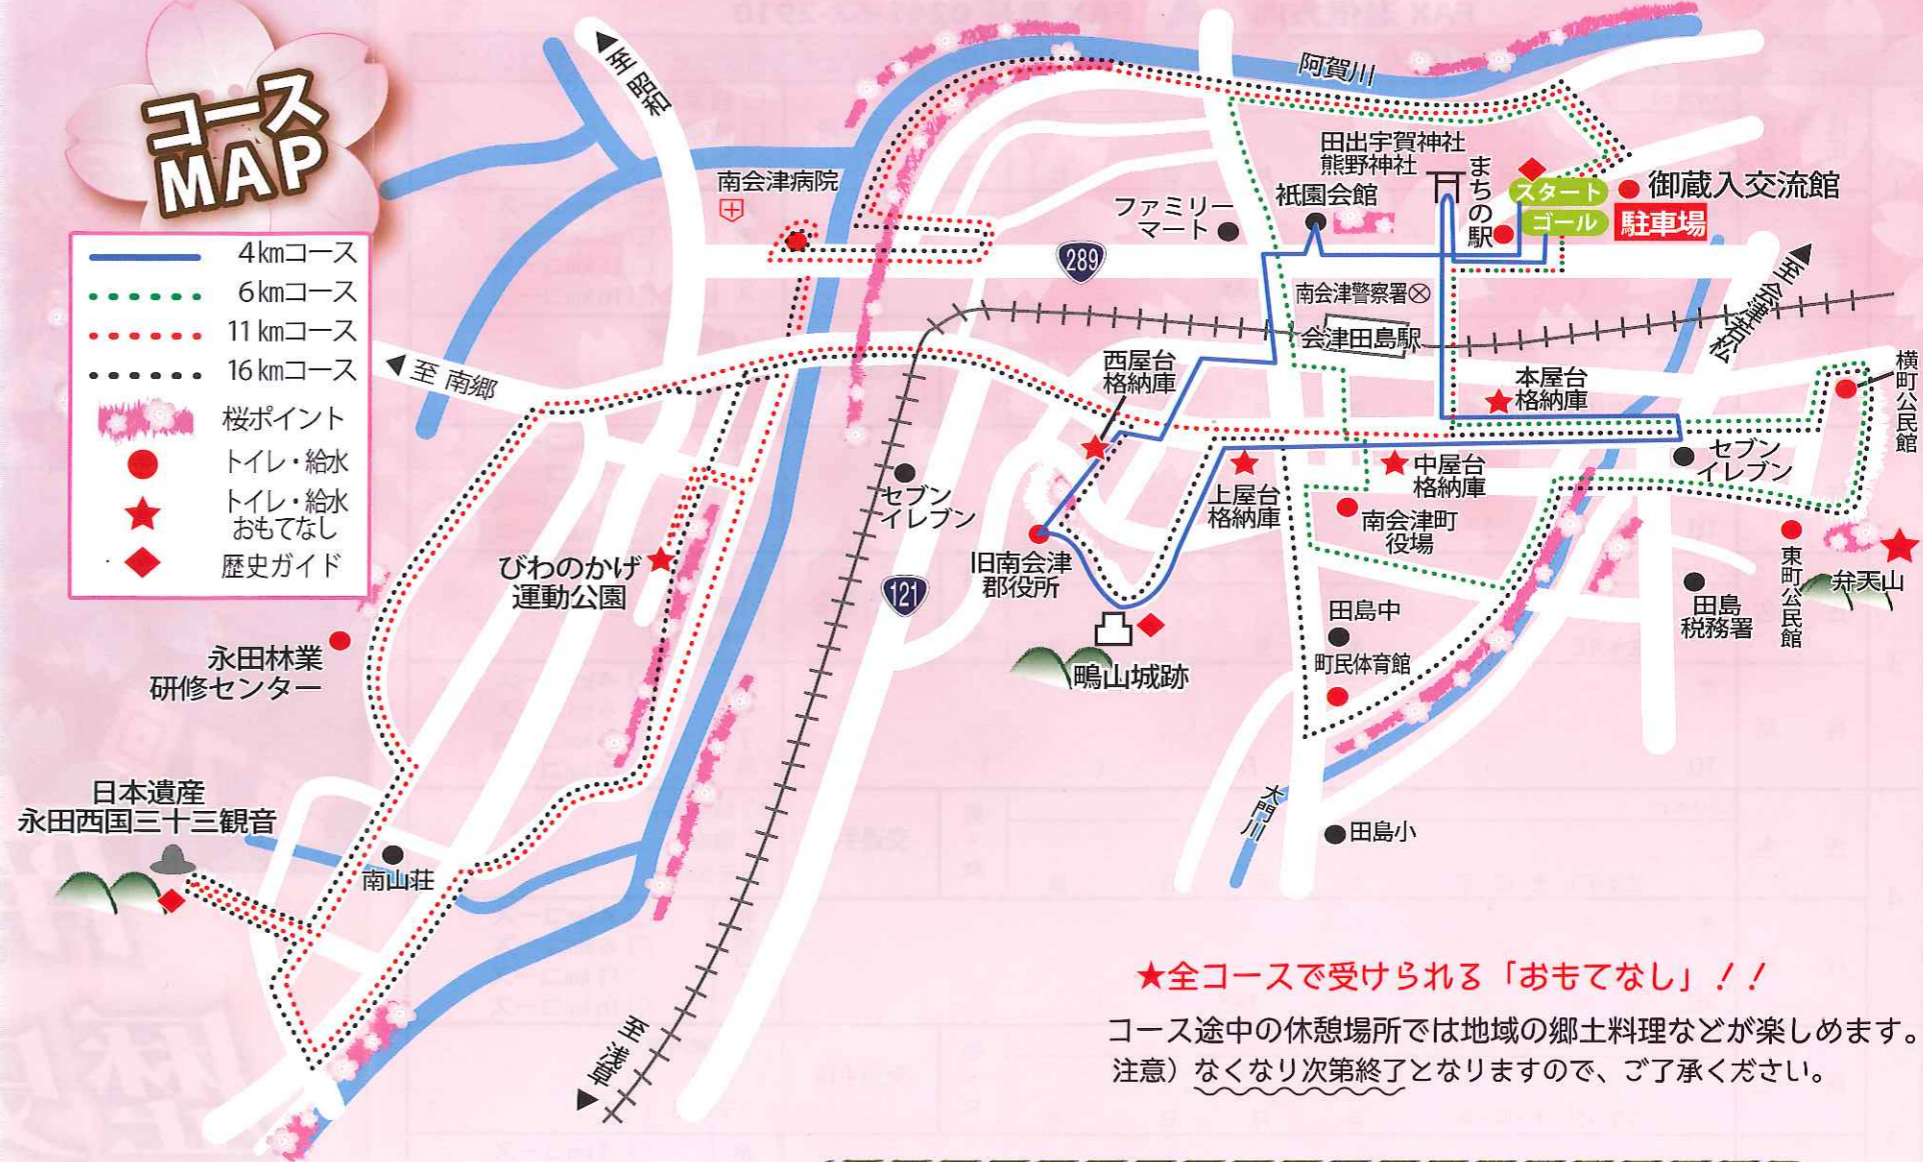 コース
MAP
4kmコース
6kmコース
11kmコース
16kmコース
桜ポイント
トイレ・給水
トイレ・給水
おもてなし
歴史ガイド
至 昭和
阿賀川
南会津病院
田出宇賀神社
熊野神社
祇園会館
まちの駅
スタート
ゴール
御蔵入交流館
駐車場
ファミリー
マート
289
南会津警察署
会津田島駅
至 会津若松
至 南郷
西屋台
格納庫
本屋台
格納庫
横町公民館
セブン
イレブン
上屋台
格納庫
中屋台
格納庫
セブン
イレブン
南会津町
役場
びわのかげ
運動公園
旧南会津
郡役所
121
東町公民館
弁天山
田島
税務署
田島中
町民体育館
鴫山城跡
永田林業
研修センター
大門川
田島小
日本遺産
永田西国三十三観音
南山荘
至 浅草
★全コースで受けられる「おもてなし」！！
コース途中の休憩場所では地域の郷土料理などが楽しめます。
注意）なくなり次第終了となりますので、ご了承ください。